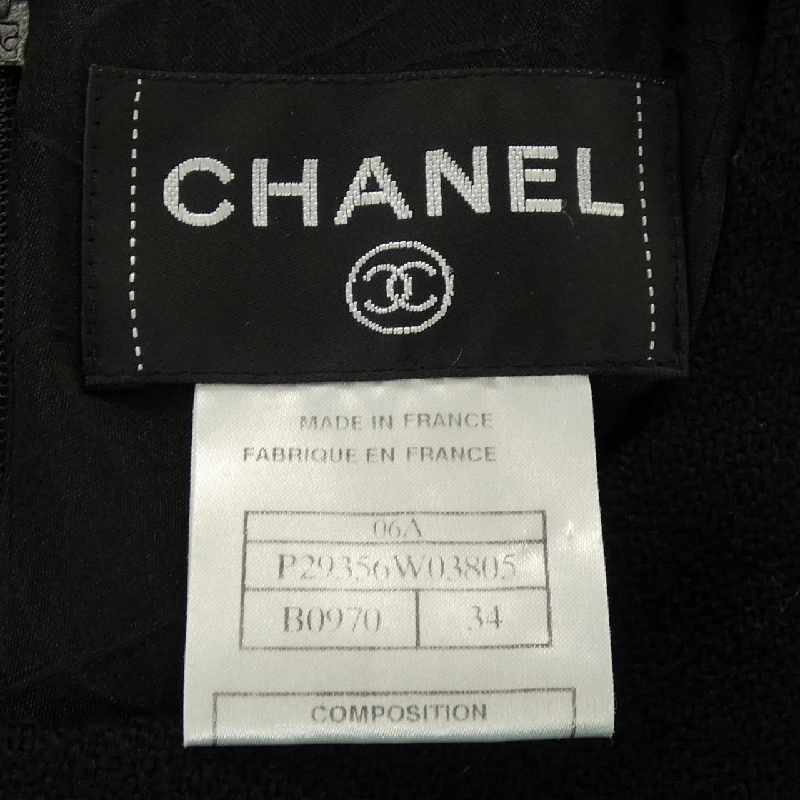 CHANEL
MADE IN FRANCE
FABRIQUE EN FRANCE
06A
P29356W03805
B0970 34
COMPOSITION